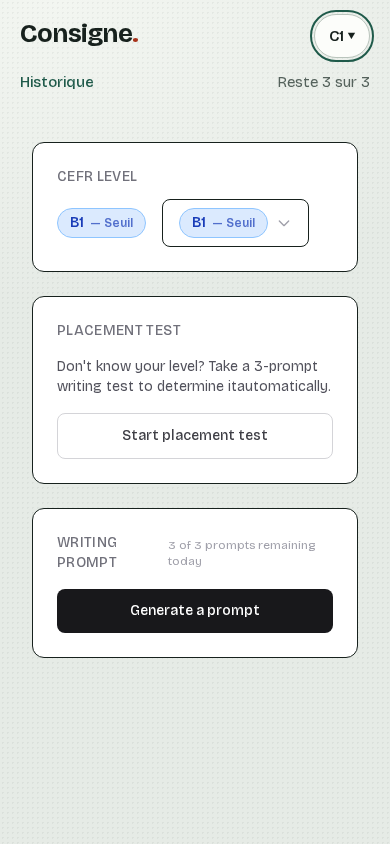 Consigne.
C1 ▾
Historique
Reste 3 sur 3
CEFR LEVEL
B1 — Seuil
B1 — Seuil
PLACEMENT TEST
Don't know your level? Take a 3-prompt
writing test to determine itautomatically.
Start placement test
WRITING
PROMPT
3 of 3 prompts remaining
today
Generate a prompt